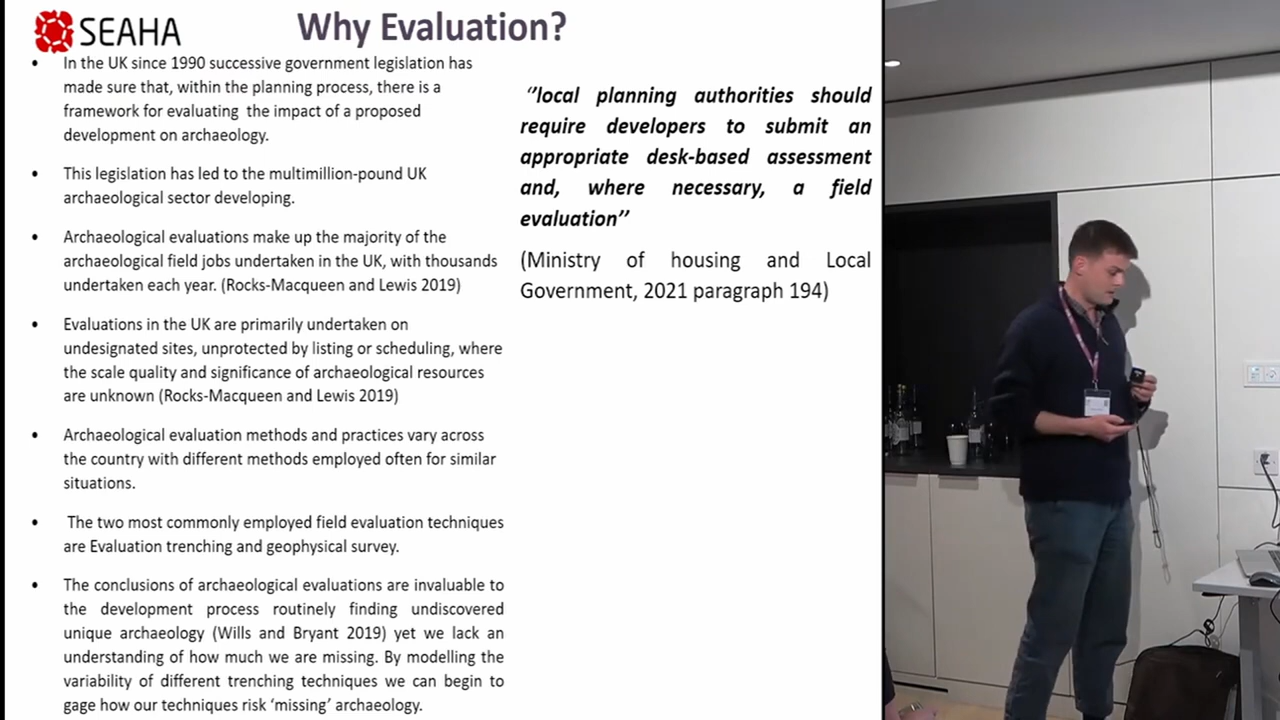 SEAHA
Why Evaluation?
• In the UK since 1990 successive government legislation has
made sure that, within the planning process, there is a
framework for evaluating the impact of a proposed
development on archaeology.
• This legislation has led to the multimillion-pound UK
archaeological sector developing.
• Archaeological evaluations make up the majority of the
archaeological field jobs undertaken in the UK, with thousands
undertaken each year. (Rocks-Macqueen and Lewis 2019)
• Evaluations in the UK are primarily undertaken on
undesignated sites, unprotected by listing or scheduling, where
the scale quality and significance of archaeological resources
are unknown (Rocks-Macqueen and Lewis 2019)
• Archaeological evaluation methods and practices vary across
the country with different methods employed often for similar
situations.
• The two most commonly employed field evaluation techniques
are Evaluation trenching and geophysical survey.
• The conclusions of archaeological evaluations are invaluable to
the development process routinely finding undiscovered
unique archaeology (Wills and Bryant 2019) yet we lack an
understanding of how much we are missing. By modelling the
variability of different trenching techniques we can begin to
gage how our techniques risk ‘missing’ archaeology.
‘’local planning authorities should
require developers to submit an
appropriate desk-based assessment
and, where necessary, a field
evaluation’’
(Ministry of housing and Local
Government, 2021 paragraph 194)